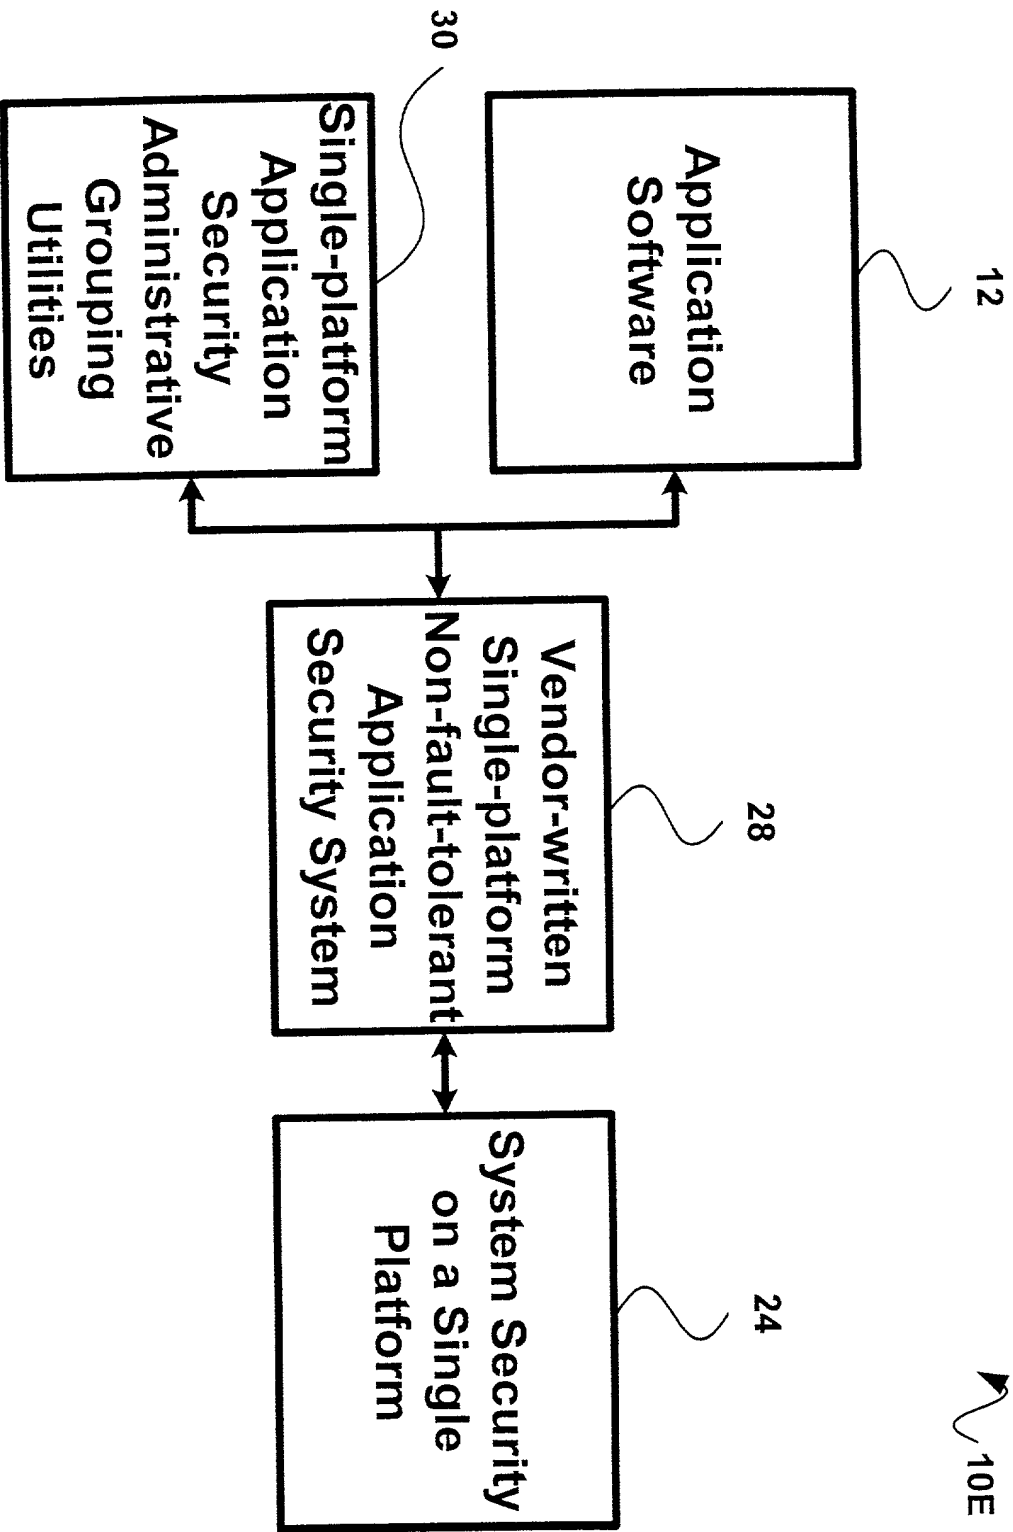 10E
12
Application
Software
30
Single-platform
Application
Security
Administrative
Grouping
Utilities
28
Vendor-written
Single-platform
Non-fault-tolerant
Application
Security System
24
System Security
on a Single
Platform